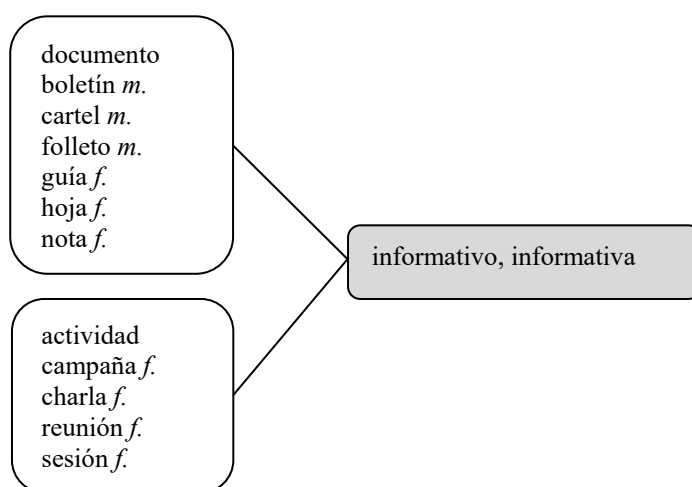 documento
boletín m.
cartel m.
folleto m.
guía f.
hoja f.
nota f.
informativo, informativa
actividad
campaña f.
charla f.
reunión f.
sesión f.